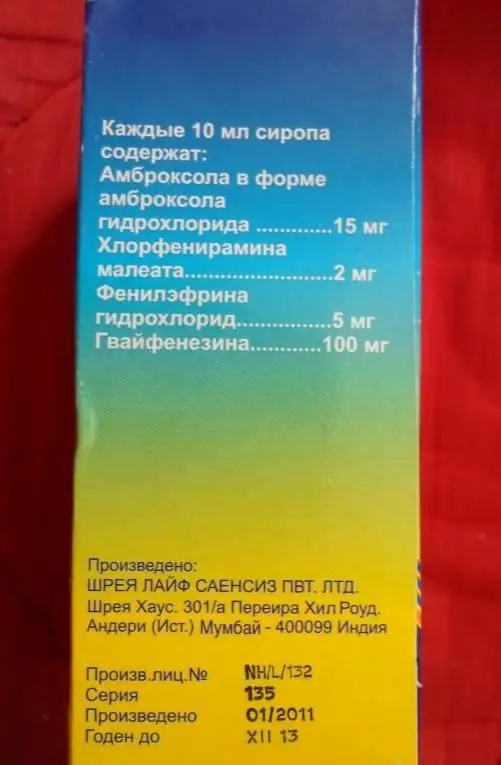 Каждые 10 мл сиропа
содержат:
Амброксола в форме
амброксола
гидрохлорида .............15 мг
Хлорфенирамина
малеата.......................2 мг
Фенилэфрина
гидрохлорид...............5 мг
Гвайфенезина...........100 мг
Произведено:
ШРЕЯ ЛАЙФ САЕНСИЗ ПВТ. ЛТД.
Шрея Хаус. 301/а Переира Хил Роуд.
Андери (Ист.) Мумбай - 400099 Индия
Произв.лиц.№ NH/L/132
Серия 135
Произведено 01/2011
Годен до XII 13